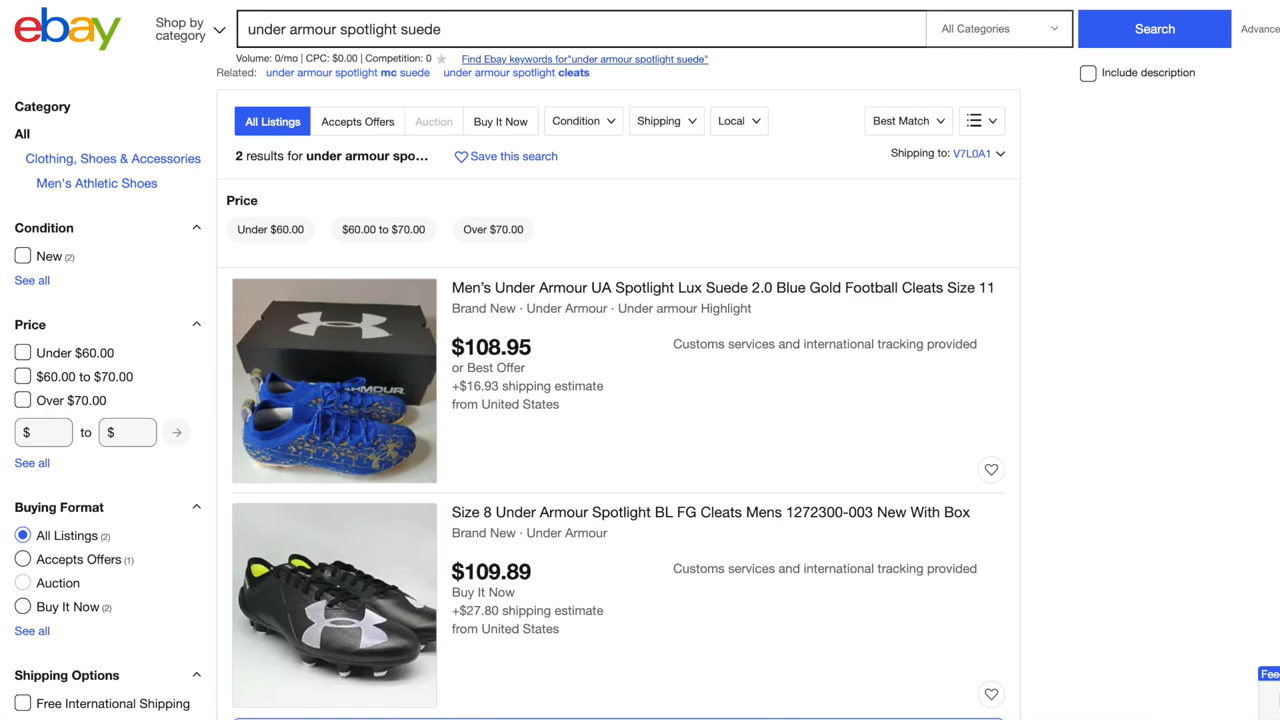 ebay
Shop by category
under armour spotlight suede
All Categories
Search
Advance
Volume: 0/mo | CPC: $0.00 | Competition: 0
Find Ebay keywords for"under armour spotlight suede"
Related: under armour spotlight mc suede under armour spotlight cleats
Include description
Category
All
Clothing, Shoes & Accessories
Men's Athletic Shoes
Condition
New (2)
See all
Price
Under $60.00
$60.00 to $70.00
Over $70.00
$ to $
See all
Buying Format
All Listings (2)
Accepts Offers (1)
Auction
Buy It Now (2)
See all
Shipping Options
Free International Shipping
All Listings Accepts Offers Auction Buy It Now Condition Shipping Local Best Match
2 results for under armour spo... Save this search
Shipping to: V7L0A1
Price
Under $60.00 $60.00 to $70.00 Over $70.00
ARMOUR
Men’s Under Armour UA Spotlight Lux Suede 2.0 Blue Gold Football Cleats Size 11
Brand New · Under Armour · Under armour Highlight
$108.95
or Best Offer
+$16.93 shipping estimate
from United States
Customs services and international tracking provided
Size 8 Under Armour Spotlight BL FG Cleats Mens 1272300-003 New With Box
Brand New · Under Armour
$109.89
Buy It Now
+$27.80 shipping estimate
from United States
Customs services and international tracking provided
Fee